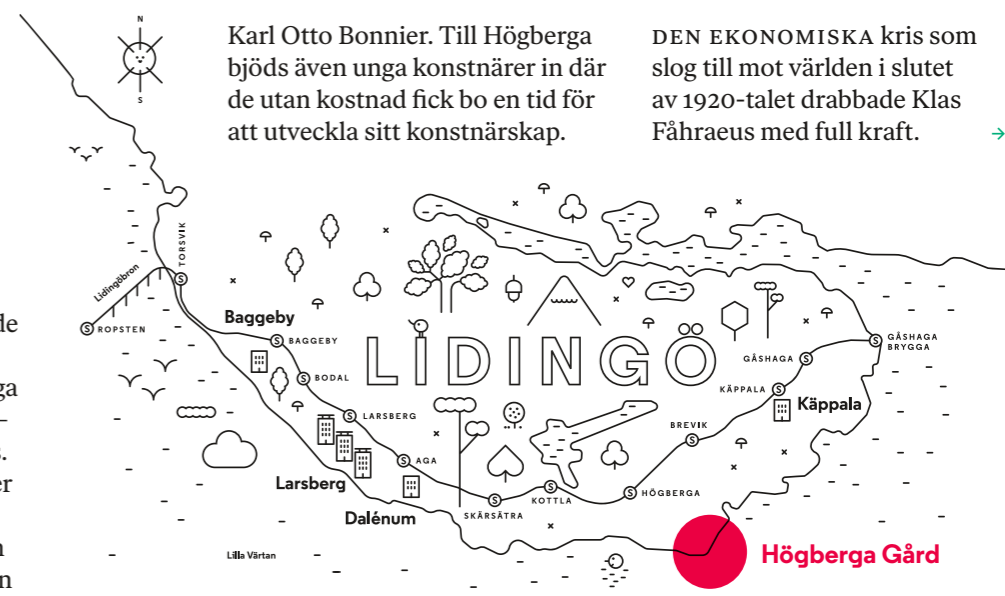 Karl Otto Bonnier. Till Högberga
bjöds även unga konstnärer in där
de utan kostnad fick bo en tid för
att utveckla sitt konstnärskap.
DEN EKONOMISKA kris som
slog till mot världen i slutet
av 1920-talet drabbade Klas
Fåhraeus med full kraft.
→
N
S
de
ga
–
s.
er
n
n
TORSVIK
Lidingöbron
S ROPSTEN
Baggeby
S BAGGEBY
S BODAL
S LARSBERG
S AGA
Larsberg
Dalénum
LIDINGÖ
S SKÄRSÄTRA
S KOTTLA
S HÖGBERGA
BREVIK S
KÄPPALA S
Käppala
GÅSHAGA S
S GÅSHAGA
BRYGGA
Lilla Värtan
Högberga Gård